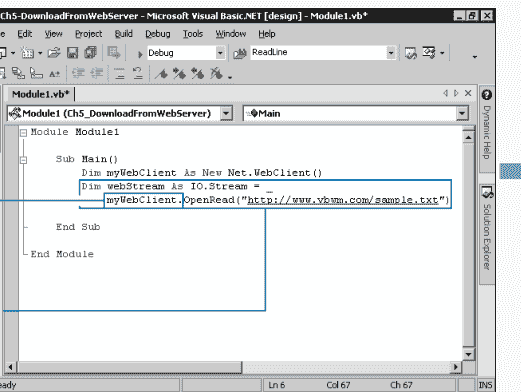 Ch5-DownloadFromWebServer - Microsoft Visual Basic.NET [design] - Module1.vb*
e Edit View Project Build Debug Tools Window Help
Debug ReadLine
Module1.vb*
Module1 (Ch5_DownloadFromWebServer) Main
Module Module1
Sub Main()
Dim myWebClient As New Net.WebClient()
Dim webStream As IO.Stream = _
myWebClient.OpenRead("http://www.vbwm.com/sample.txt")
End Sub
End Module
Dynamic Help
Solution Explorer
eady Ln 6 Col 67 Ch 67 INS